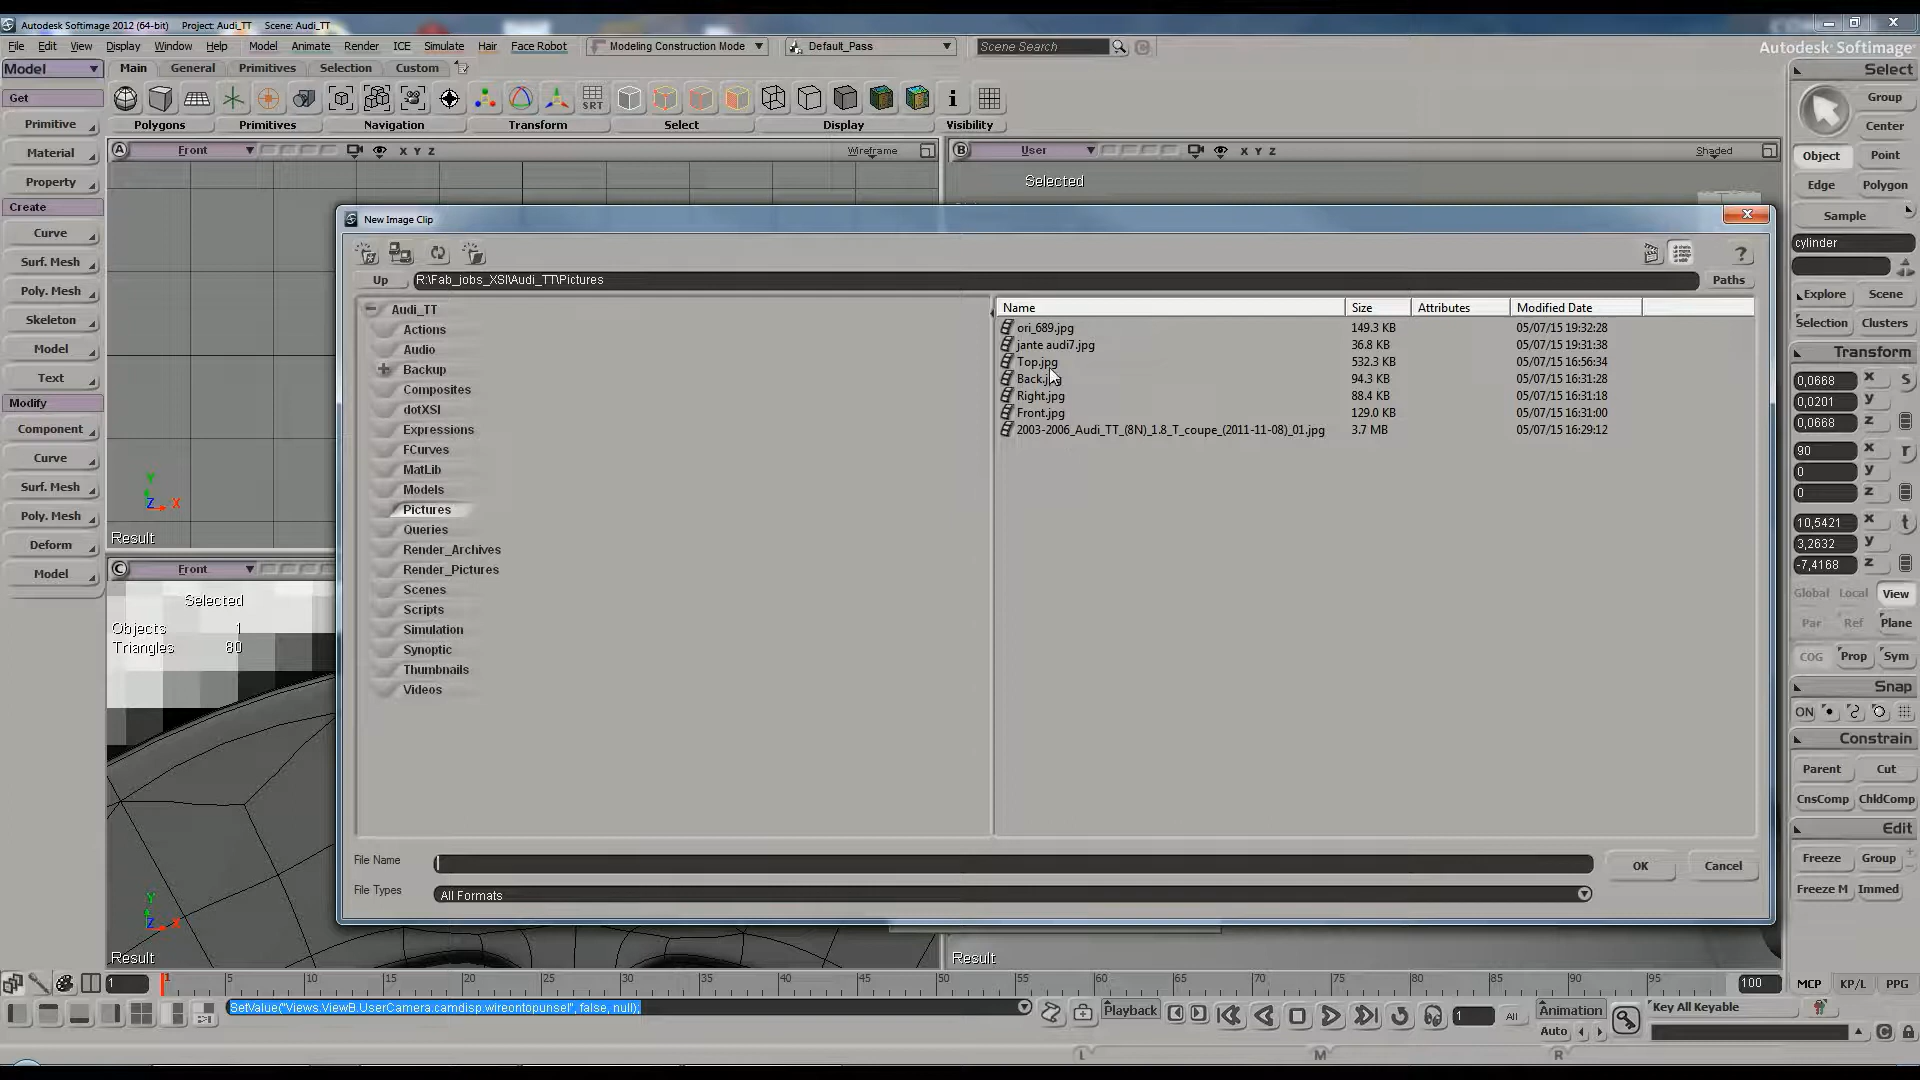 Autodesk Softimage 2012 (64-bit) Project: Audi_TT Scene: Audi_TT
File Edit View Display Window Help Model Animate Render ICE Simulate Hair Face Robot Modeling Construction Mode Default_Pass Scene Search Autodesk® Softimage®
Model Main General Primitives Selection Custom Select
Get
SRT
Group
Primitive Polygons Primitives Navigation Transform Select Display Visibility Center
Material A Front X Y Z Wireframe B User X Y Z Shaded Object Point
Property Selected Edge Polygon
Create
Sample
New Image Clip
Curve
cylinder
Surf. Mesh
Up R:\Fab_jobs_XSI\Audi_TT\Pictures Paths
Poly. Mesh
Explore Scene
Audi_TT Name Size Attributes Modified Date
Skeleton
Selection Clusters
Actions ori_689.jpg 149.3 KB 05/07/15 19:32:28
Model Audio jante audi7.jpg 36.8 KB 05/07/15 19:31:38
Transform
Backup Top.jpg 532.3 KB 05/07/15 16:56:34
Text Back.jpg 94.3 KB 05/07/15 16:31:28
0,0668 x s
Composites Right.jpg 88.4 KB 05/07/15 16:31:18
Modify 0,0201 y
dotXSI Front.jpg 129.0 KB 05/07/15 16:31:00
0,0668 z
Component Expressions 2003-2006_Audi_TT_(8N)_1.8_T_coupe_(2011-11-08)_01.jpg 3.7 MB 05/07/15 16:29:12
FCurves 90 x r
Curve
MatLib 0 y
Surf. Mesh Models 0 z
Y
Z X
Pictures
Poly. Mesh 10,5421 x t
Queries
Result 3,2632 y
Deform Render_Archives
-7,4168 z
C Front Render_Pictures
Model
Scenes Global Local View
Selected
Scripts Par Ref Plane
Objects 1 Simulation
Triangles 80 Synoptic COG Prop Sym
Thumbnails
Snap
Videos
ON
Constrain
Parent Cut
CnsComp ChldComp
Edit
File Name OK Cancel
Freeze Group
File Types All Formats
Freeze M Immed
Y
Z X
Result Result
1 1 5 10 15 20 25 30 35 40 45 50 55 60 65 70 75 80 85 90 95 100 MCP KP/L PPG
SetValue("Views.ViewB.UserCamera.camdisp.wireontopunsel", false, null); Playback 1 All Animation Key All Keyable
Auto
L M R